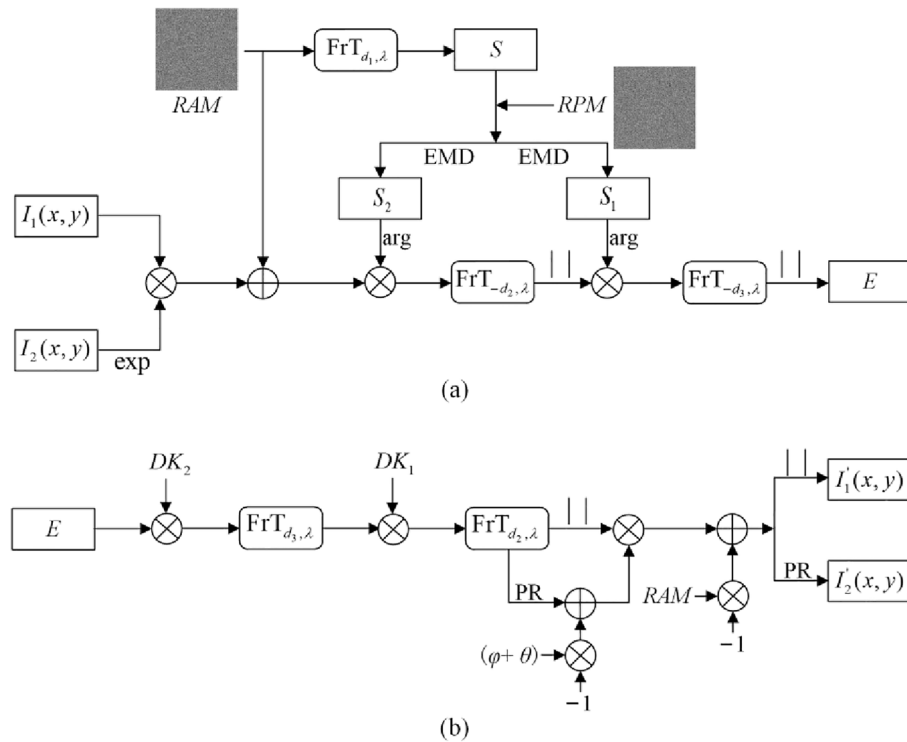 RAM
FrT_{d_1,λ}
S
RPM
EMD EMD
S_2
S_1
arg
arg
I_1(x, y)
I_2(x, y)
exp
FrT_{-d_2,λ}
| |
FrT_{-d_3,λ}
| |
E
(a)
DK_2
DK_1
E
FrT_{d_3,λ}
FrT_{d_2,λ}
| |
PR
(φ+ θ)
-1
RAM
-1
| |
I_1'(x, y)
PR
I_2'(x, y)
(b)